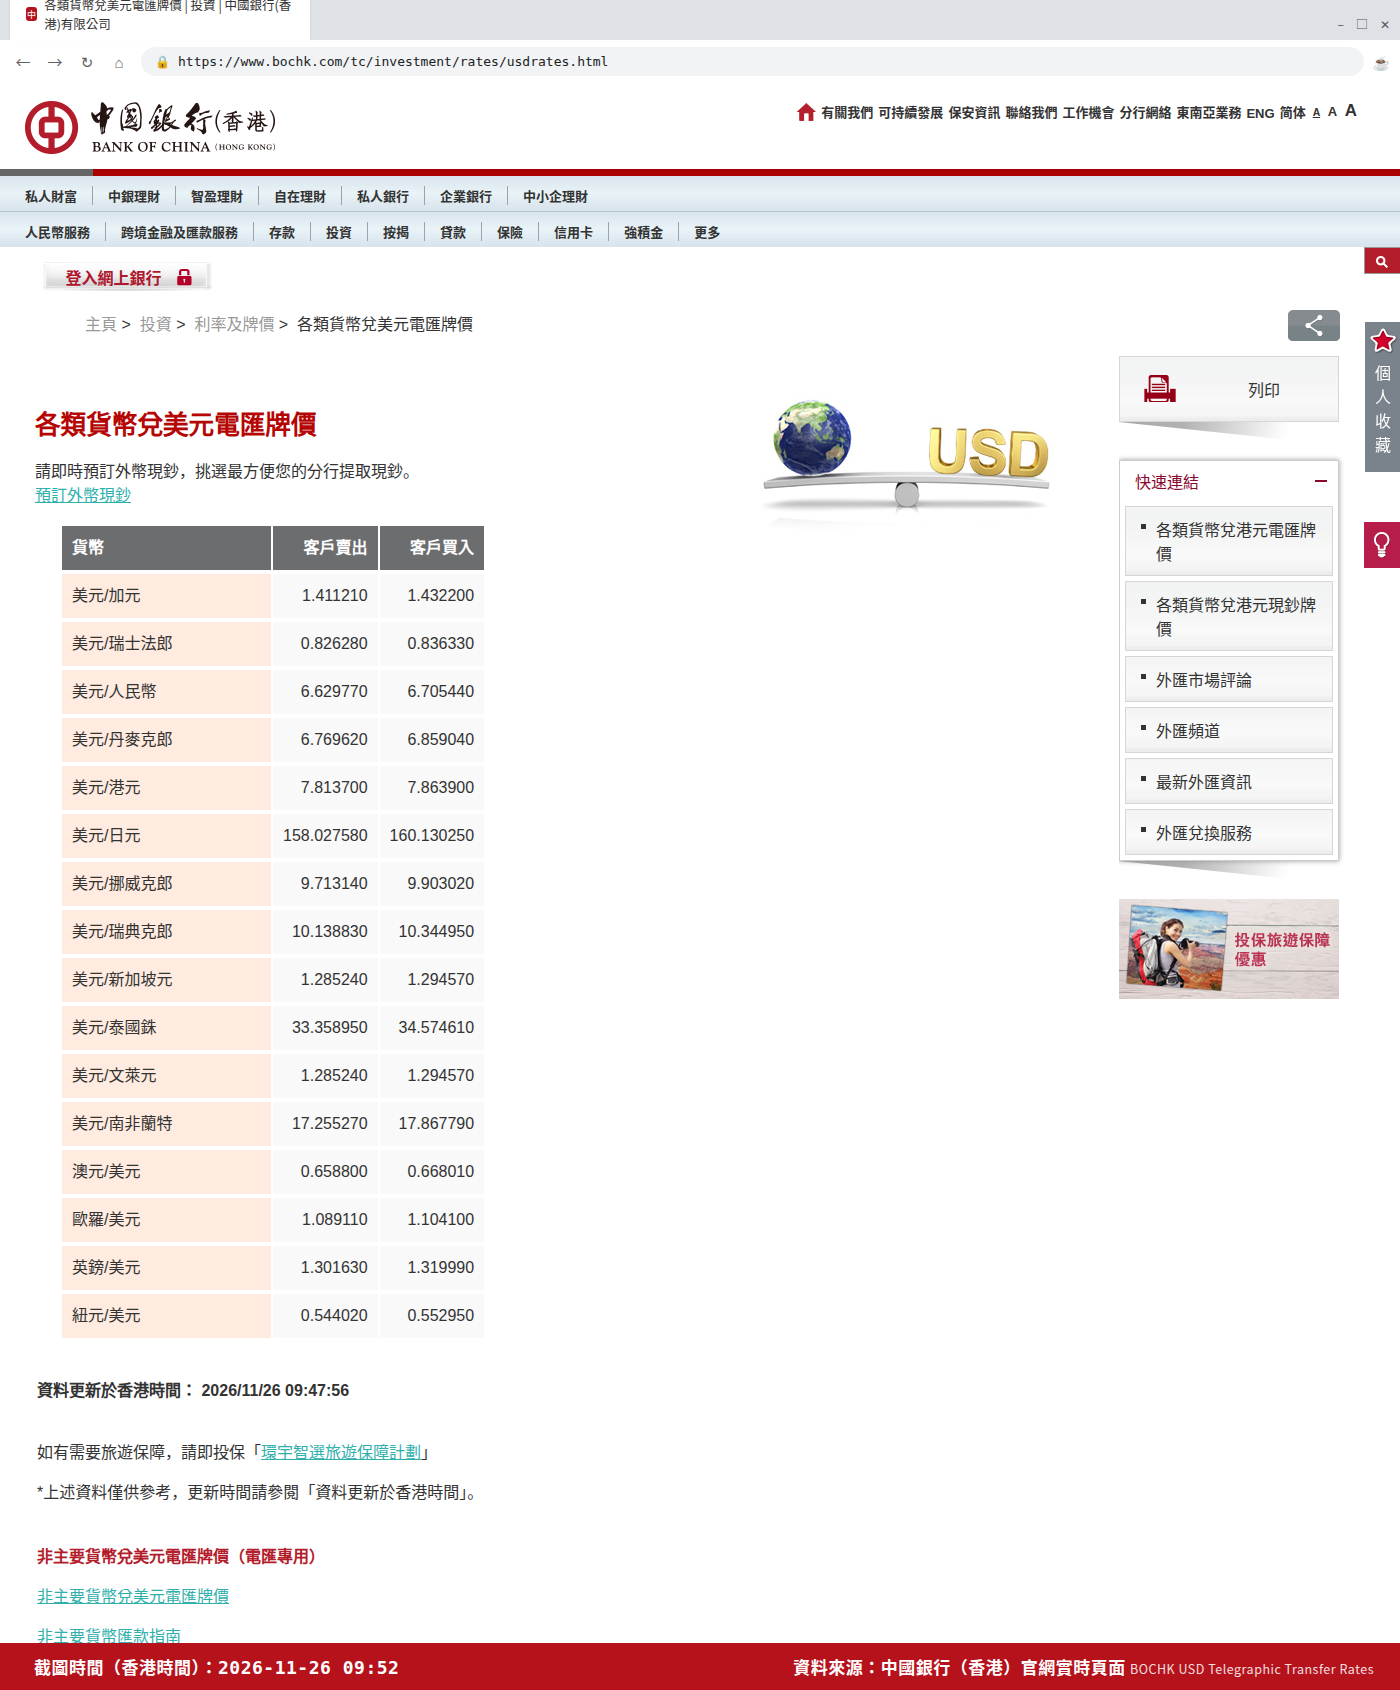 各類貨幣兌美元電匯牌價 | 投資 | 中國銀行(香
港)有限公司
https://www.bochk.com/tc/investment/rates/usdrates.html
中國銀行(香港)
BANK OF CHINA (HONG KONG)
有關我們 可持續發展 保安資訊 聯絡我們 工作機會 分行網絡 東南亞業務 ENG 简体 A A A
私人財富 中銀理財 智盈理財 自在理財 私人銀行 企業銀行 中小企理財
人民幣服務 跨境金融及匯款服務 存款 投資 按揭 貸款 保險 信用卡 強積金 更多
登入網上銀行
主頁 > 投資 > 利率及牌價 > 各類貨幣兌美元電匯牌價
個
人
收
藏
列印
各類貨幣兌美元電匯牌價
請即時預訂外幣現鈔，挑選最方便您的分行提取現鈔。
預訂外幣現鈔
USD
快速連結
各類貨幣兌港元電匯牌
價
各類貨幣兌港元現鈔牌
價
外匯市場評論
外匯頻道
最新外匯資訊
外匯兌換服務
投保旅遊保障
優惠
貨幣 客戶賣出 客戶買入
美元/加元 1.411210 1.432200
美元/瑞士法郎 0.826280 0.836330
美元/人民幣 6.629770 6.705440
美元/丹麥克郎 6.769620 6.859040
美元/港元 7.813700 7.863900
美元/日元 158.027580 160.130250
美元/挪威克郎 9.713140 9.903020
美元/瑞典克郎 10.138830 10.344950
美元/新加坡元 1.285240 1.294570
美元/泰國銖 33.358950 34.574610
美元/文萊元 1.285240 1.294570
美元/南非蘭特 17.255270 17.867790
澳元/美元 0.658800 0.668010
歐羅/美元 1.089110 1.104100
英鎊/美元 1.301630 1.319990
紐元/美元 0.544020 0.552950
資料更新於香港時間： 2026/11/26 09:47:56
如有需要旅遊保障，請即投保「環宇智選旅遊保障計劃」
*上述資料僅供參考，更新時間請參閱「資料更新於香港時間」。
非主要貨幣兌美元電匯牌價（電匯專用）
非主要貨幣兌美元電匯牌價
非主要貨幣匯款指南
截圖時間（香港時間）：2026-11-26 09:52
資料來源：中國銀行（香港）官網實時頁面 BOCHK USD Telegraphic Transfer Rates